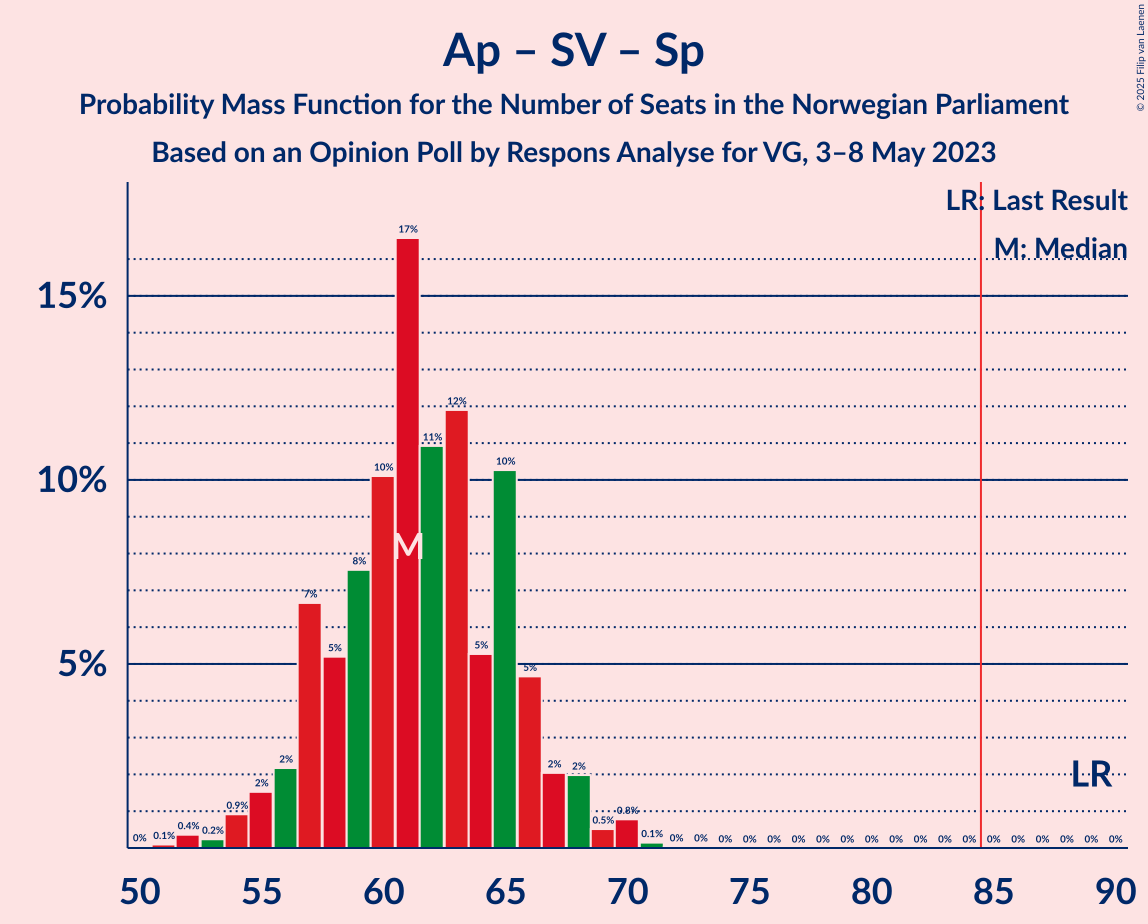 Ap – SV – Sp
Probability Mass Function for the Number of Seats in the Norwegian Parliament
Based on an Opinion Poll by Respons Analyse for VG, 3–8 May 2023
© 2025 Filip van Laenen
LR: Last Result
M: Median
15%
10%
5%
0% 0.1% 0.4% 0.2% 0.9% 2% 2% 7% 5% 8% 10% 17% 11% 12% 5% 10% 5% 2% 2% 0.5% 0.8% 0.1% 0% 0% 0% 0% 0% 0% 0% 0% 0% 0% 0% 0% 0% 0% 0% 0% 0% 0% 0%
M
LR
50 55 60 65 70 75 80 85 90